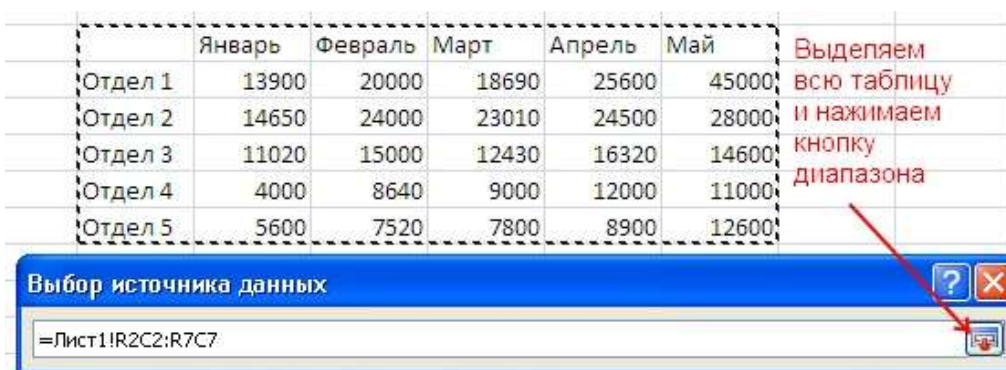 Январь Февраль Март Апрель Май
Отдел 1 13900 20000 18690 25600 45000
Отдел 2 14650 24000 23010 24500 28000
Отдел 3 11020 15000 12430 16320 14600
Отдел 4 4000 8640 9000 12000 11000
Отдел 5 5600 7520 7800 8900 12600
Выделяем
всю таблицу
и нажимаем
кнопку
диапазона
Выбор источника данных
=Лист1!R2C2:R7C7